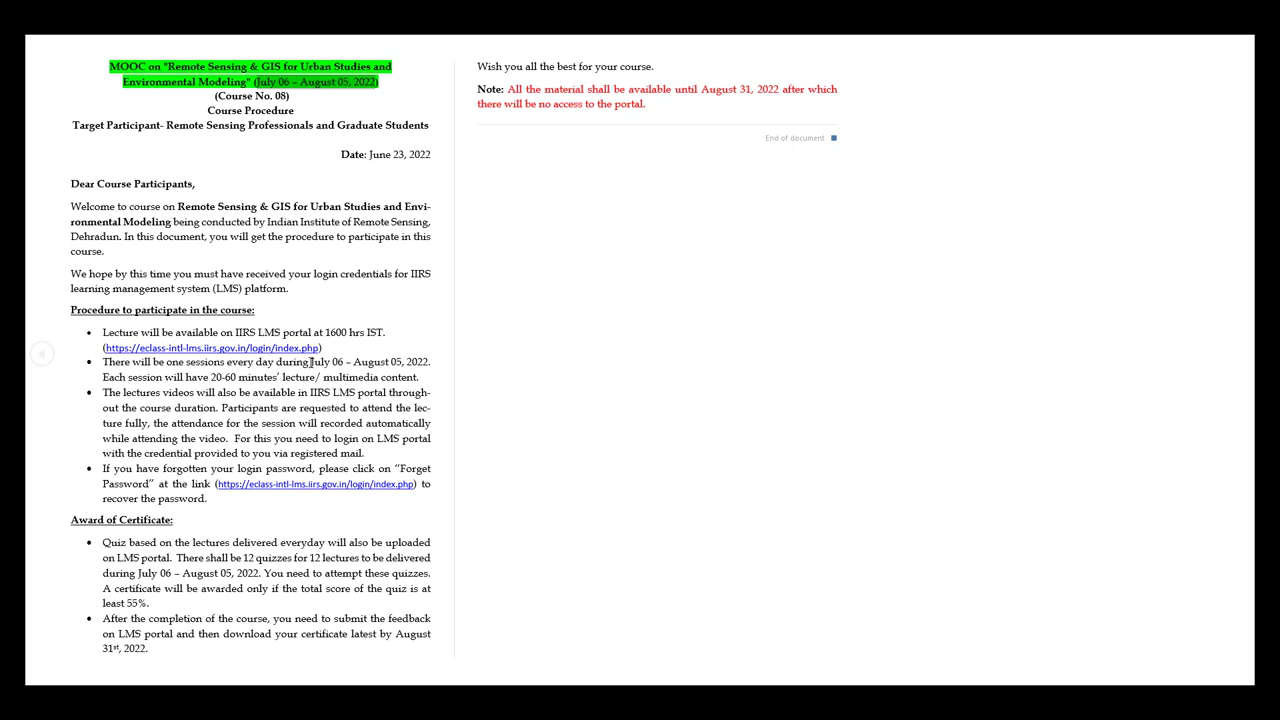 MOOC on "Remote Sensing & GIS for Urban Studies and
Environmental Modeling" (July 06 – August 05, 2022)
(Course No. 08)
Course Procedure
Target Participant- Remote Sensing Professionals and Graduate Students
Date: June 23, 2022
Dear Course Participants,
Welcome to course on Remote Sensing & GIS for Urban Studies and Envi-
ronmental Modeling being conducted by Indian Institute of Remote Sensing,
Dehradun. In this document, you will get the procedure to participate in this
course.
We hope by this time you must have received your login credentials for IIRS
learning management system (LMS) platform.
Procedure to participate in the course:
• Lecture will be available on IIRS LMS portal at 1600 hrs IST.
(https://eclass-intl-lms.iirs.gov.in/login/index.php)
• There will be one sessions every day during July 06 – August 05, 2022.
Each session will have 20-60 minutes' lecture/ multimedia content.
• The lectures videos will also be available in IIRS LMS portal through-
out the course duration. Participants are requested to attend the lec-
ture fully, the attendance for the session will recorded automatically
while attending the video. For this you need to login on LMS portal
with the credential provided to you via registered mail.
• If you have forgotten your login password, please click on “Forget
Password” at the link (https://eclass-intl-lms.iirs.gov.in/login/index.php) to
recover the password.
Award of Certificate:
• Quiz based on the lectures delivered everyday will also be uploaded
on LMS portal. There shall be 12 quizzes for 12 lectures to be delivered
during July 06 – August 05, 2022. You need to attempt these quizzes.
A certificate will be awarded only if the total score of the quiz is at
least 55%.
• After the completion of the course, you need to submit the feedback
on LMS portal and then download your certificate latest by August
31st, 2022.
Wish you all the best for your course.
Note: All the material shall be available until August 31, 2022 after which
there will be no access to the portal.
End of document